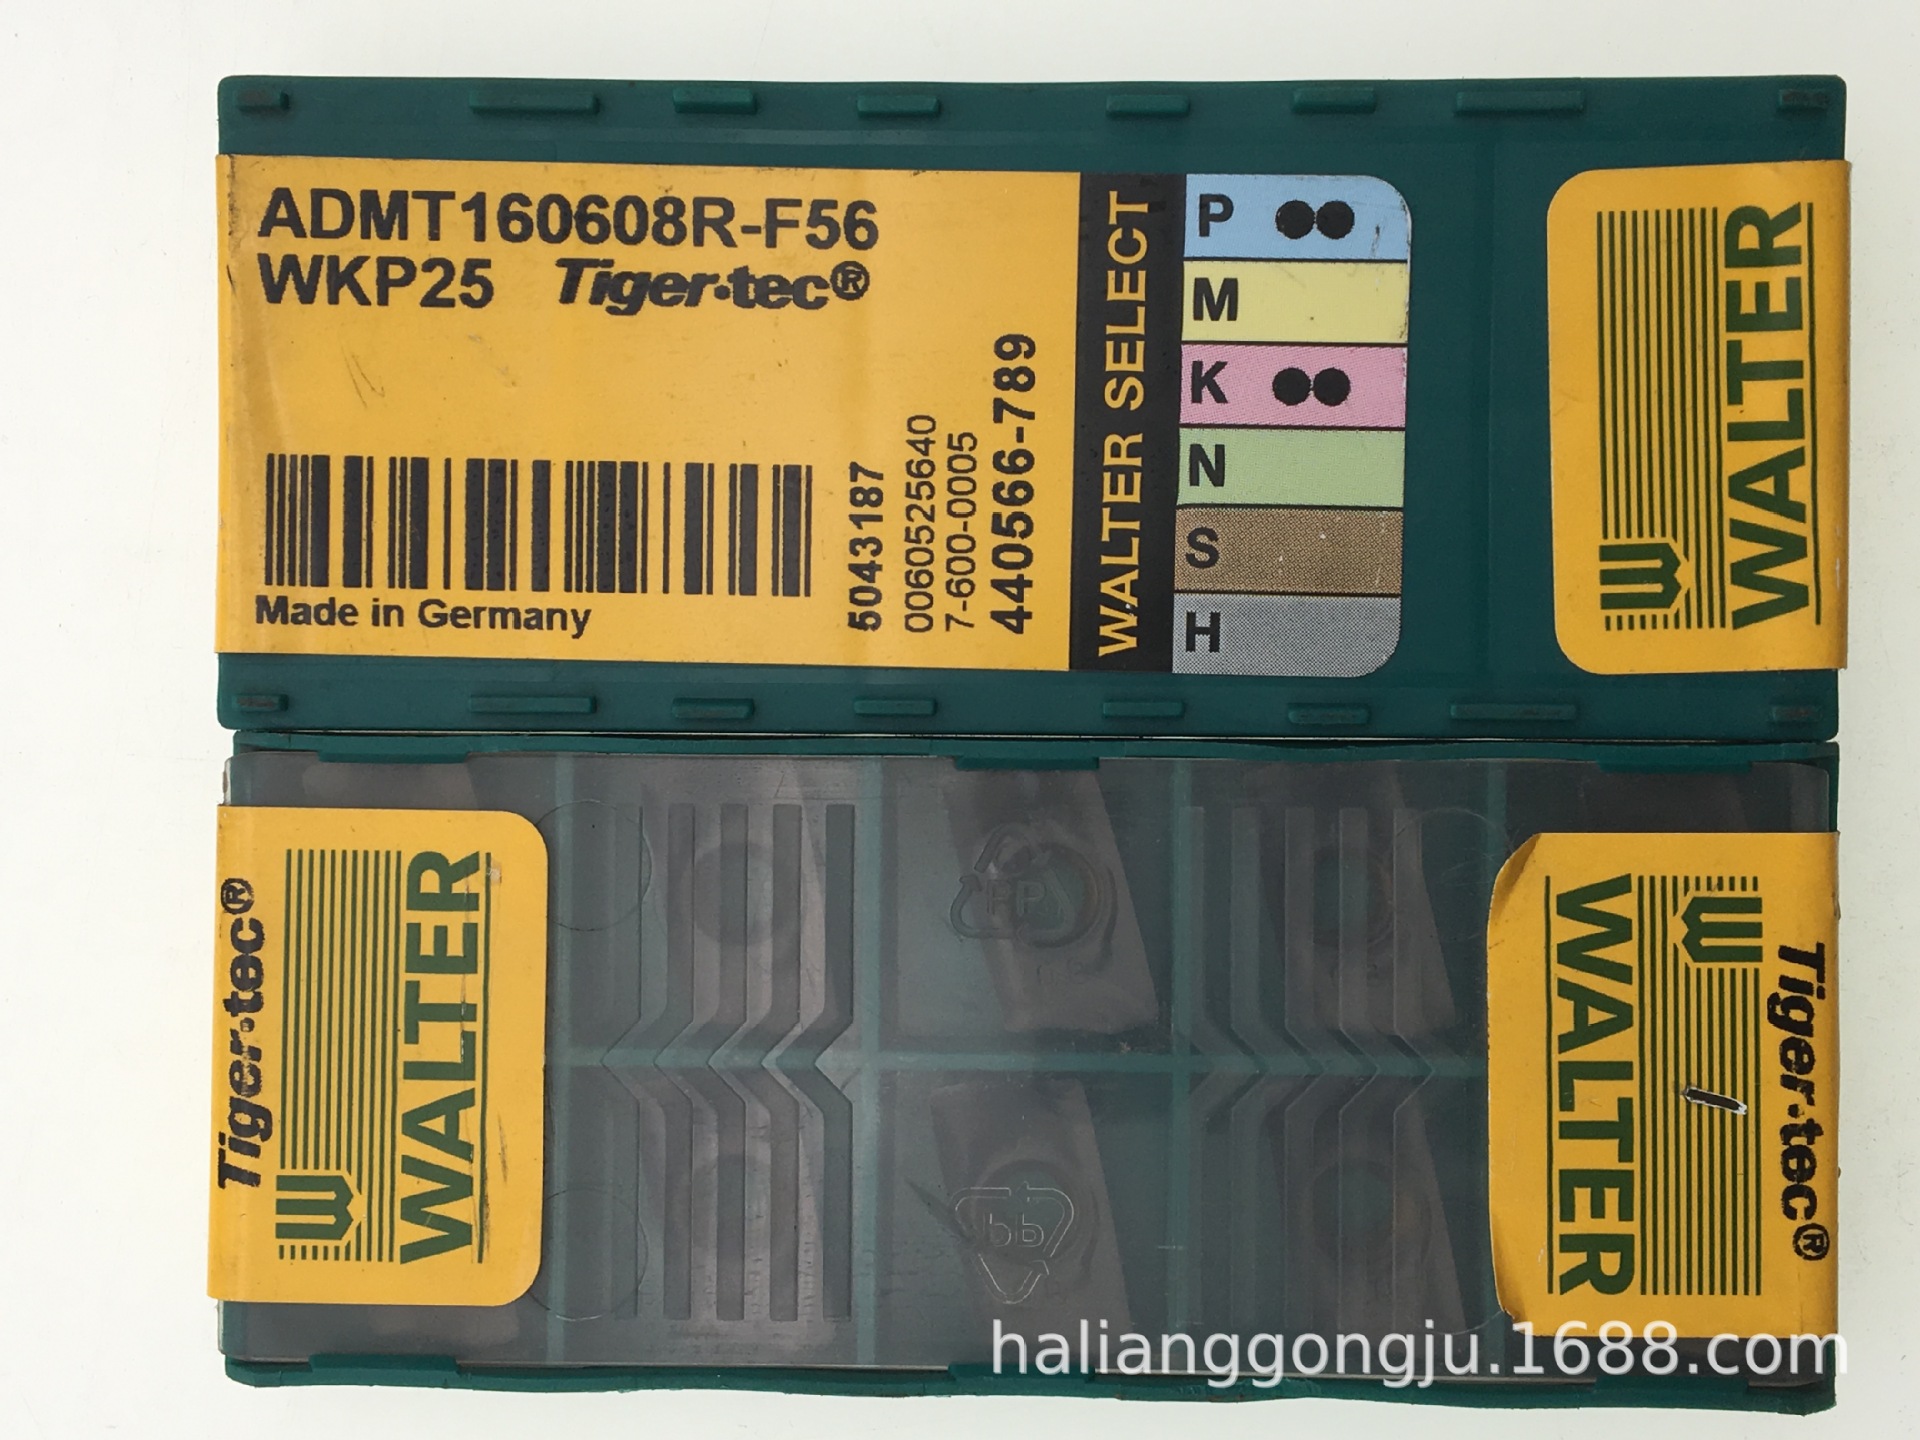 ADMT160608R-F56
WKP25 Tiger·tec®
Made in Germany
5043187
0060525640
7-600-0005
440566-789
WALTER SELECT
P
M
K
N
S
H
WALTER
Tiger·tec®
WALTER
PP
PP
WALTER
Tiger·tec®
halianggongju.1688.com